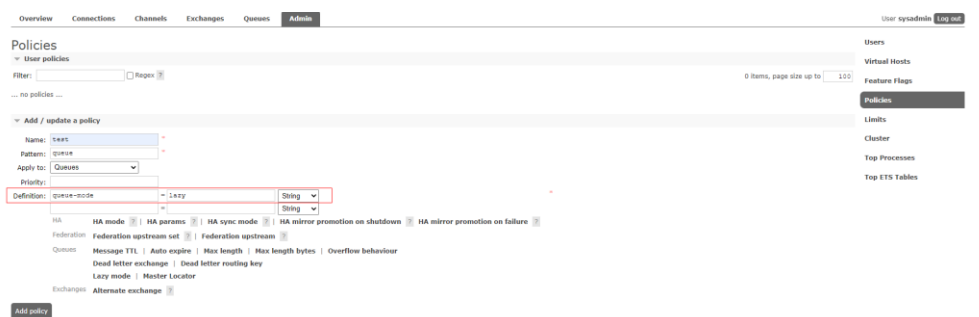 Overview Connections Channels Exchanges Queues Admin User sysadmin Log out
Policies
Users
User policies
Virtual Hosts
Filter: Regex ? 0 items, page size up to 100
Feature Flags
... no policies ...
Policies
Add / update a policy
Limits
Name: test *
Cluster
Pattern: queue *
Top Processes
Apply to: Queues
Top ETS Tables
Priority:
Definition: queue-mode = lazy String *
= String
HA HA mode ? | HA params ? | HA sync mode ? | HA mirror promotion on shutdown ? | HA mirror promotion on failure ?
Federation Federation upstream set ? | Federation upstream ?
Queues Message TTL | Auto expire | Max length | Max length bytes | Overflow behaviour
Dead letter exchange | Dead letter routing key
Lazy mode | Master Locator
Exchanges Alternate exchange ?
Add policy